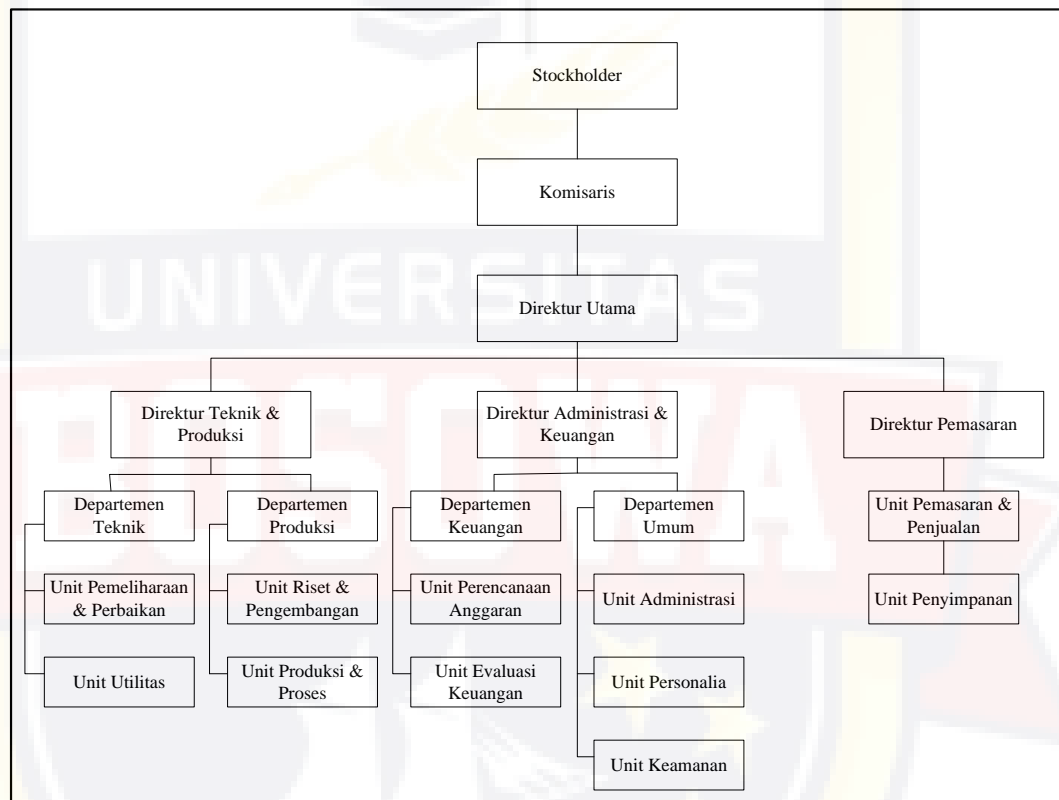 Stockholder
Komisaris
UNIVERSITAS
Direktur Utama
BOSOWA
Direktur Teknik &
Produksi
Direktur Administrasi &
Keuangan
Direktur Pemasaran
Departemen
Teknik
Departemen
Produksi
Departemen
Keuangan
Departemen
Umum
Unit Pemasaran &
Penjualan
Unit Pemeliharaan
& Perbaikan
Unit Riset &
Pengembangan
Unit Perencanaan
Anggaran
Unit Administrasi
Unit Penyimpanan
Unit Utilitas
Unit Produksi &
Proses
Unit Evaluasi
Keuangan
Unit Personalia
Unit Keamanan